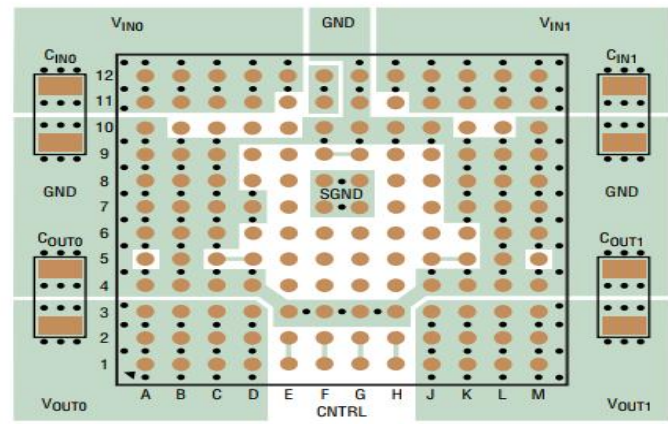 VIN0 GND VIN1
CIN0 CIN1
12
11
10
9
GND 8 SGND GND
7
6
COUT0 COUT1
5
4
3
2
1
A B C D E F G H J K L M
VOUT0 CNTRL VOUT1